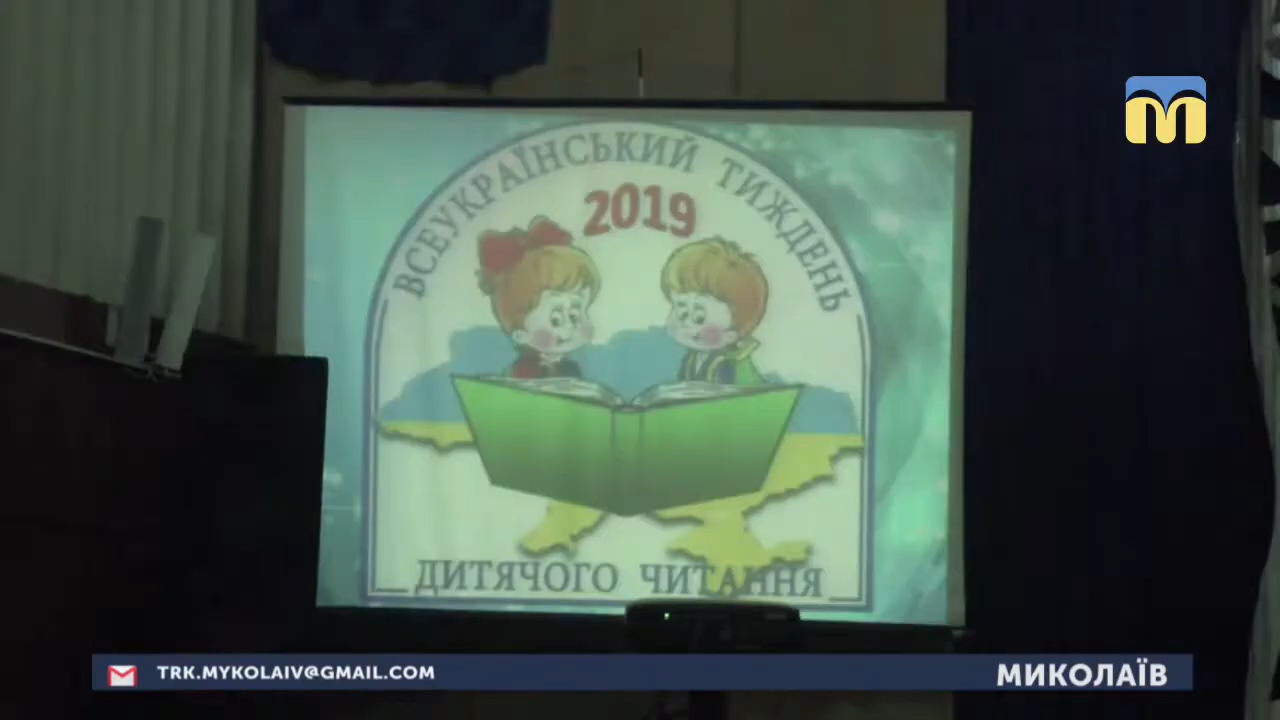 ВСЕУКРАЇНСЬКИЙ ТИЖДЕНЬ
2019
ДИТЯЧОГО ЧИТАННЯ
TRK.MYKOLAIV@GMAIL.COM
МИКОЛАЇВ